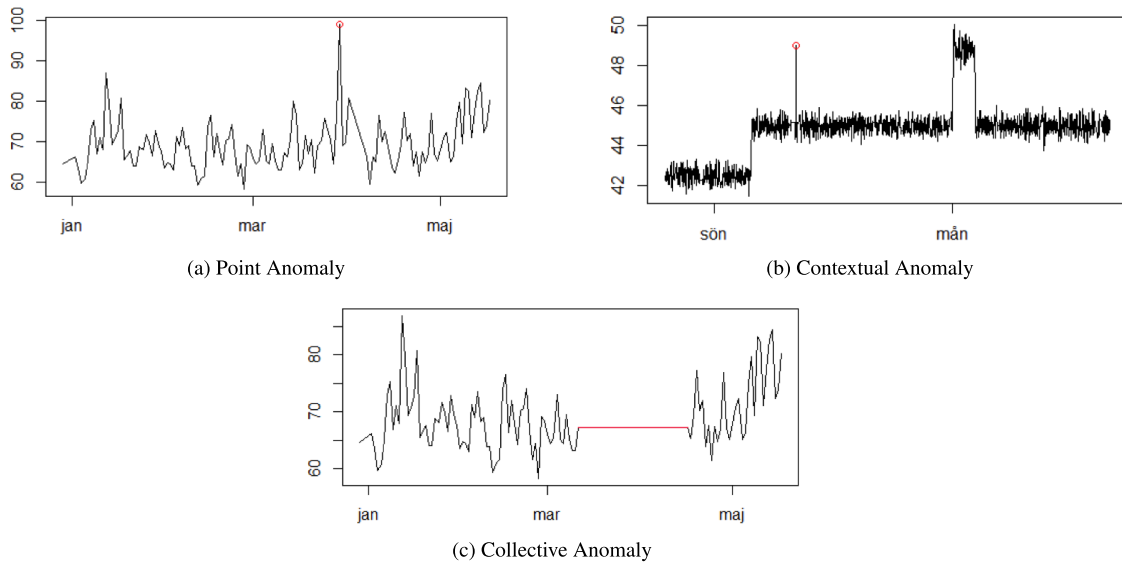 100
90
80
70
60
jan
mar
maj
(a) Point Anomaly
50
48
46
44
42
sön
mån
(b) Contextual Anomaly
80
70
60
jan
mar
maj
(c) Collective Anomaly